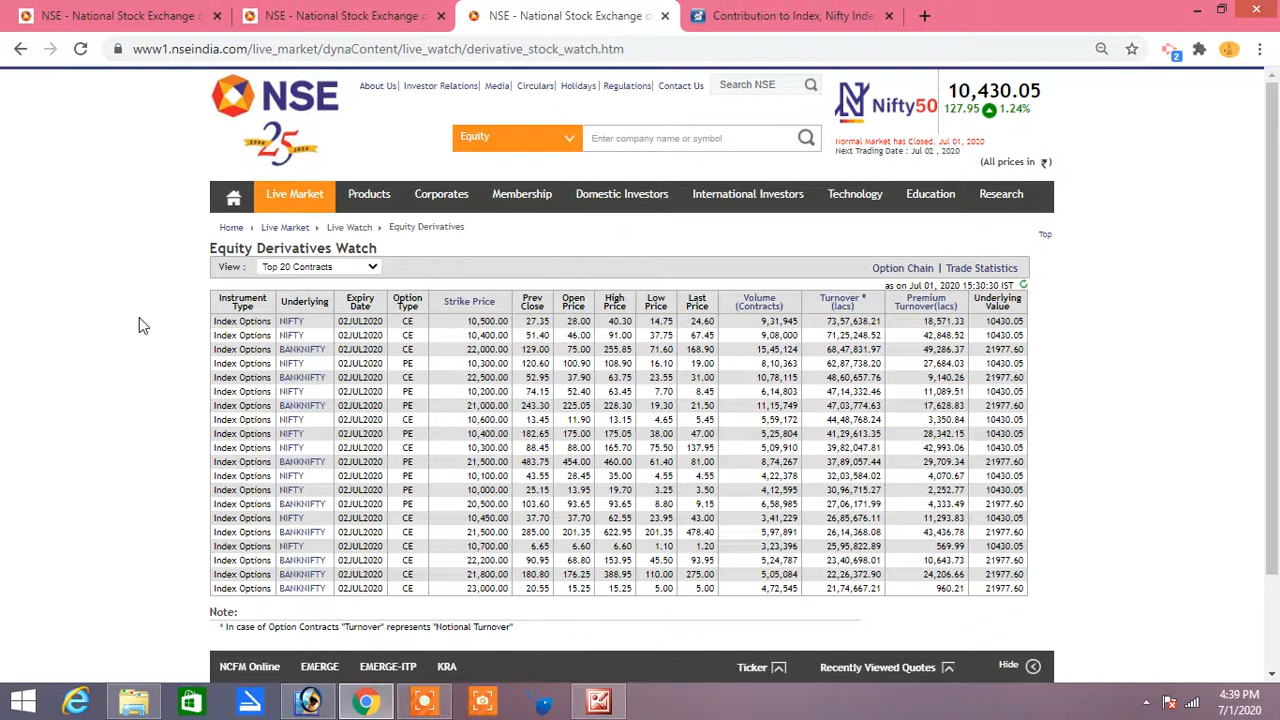 NSE - National Stock Exchange o
NSE - National Stock Exchange o
NSE - National Stock Exchange o
Contribution to Index, Nifty Inde
www1.nseindia.com/live_market/dynaContent/live_watch/derivative_stock_watch.htm
2
NSE
25
About Us| Investor Relations| Media| Circulars| Holidays| Regulations| Contact Us
Search NSE
Nifty50
10,430.05
127.95 1.24%
Equity
Enter company name or symbol
Normal Market has Closed. Jul 01, 2020
Next Trading Date : Jul 02 , 2020
(All prices in ₹)
Live Market Products Corporates Membership Domestic Investors International Investors Technology Education Research
Home Live Market Live Watch Equity Derivatives
Top
Equity Derivatives Watch
View : Top 20 Contracts
Option Chain | Trade Statistics
as on Jul 01, 2020 15:30:30 IST
Instrument Type Underlying Expiry Date Option Type Strike Price Prev Close Open Price High Price Low Price Last Price Volume (Contracts) Turnover * (lacs) Premium Turnover(lacs) Underlying Value
Index Options NIFTY 02JUL2020 CE 10,500.00 27.35 28.00 40.30 14.75 24.60 9,31,945 73,57,638.21 18,571.33 10430.05
Index Options NIFTY 02JUL2020 CE 10,400.00 51.40 46.00 91.00 37.75 67.45 9,08,000 71,25,248.52 42,848.52 10430.05
Index Options BANKNIFTY 02JUL2020 CE 22,000.00 129.00 75.00 255.85 71.60 168.90 15,45,124 68,47,831.97 49,286.37 21977.60
Index Options NIFTY 02JUL2020 PE 10,300.00 120.60 100.90 108.90 16.10 19.00 8,10,363 62,87,738.20 27,684.03 10430.05
Index Options BANKNIFTY 02JUL2020 CE 22,500.00 52.95 37.90 63.75 23.55 31.00 10,78,115 48,60,657.76 9,140.26 21977.60
Index Options NIFTY 02JUL2020 PE 10,200.00 74.15 52.40 63.45 7.70 8.45 6,14,803 47,14,332.46 11,089.51 10430.05
Index Options BANKNIFTY 02JUL2020 PE 21,000.00 243.30 225.05 228.30 19.30 21.50 11,15,749 47,03,774.63 17,628.83 21977.60
Index Options NIFTY 02JUL2020 CE 10,600.00 13.45 11.90 13.15 4.65 5.45 5,59,172 44,48,768.24 3,350.84 10430.05
Index Options NIFTY 02JUL2020 PE 10,400.00 182.65 175.00 175.05 38.00 47.00 5,25,804 41,29,613.35 28,342.15 10430.05
Index Options NIFTY 02JUL2020 CE 10,300.00 88.45 88.00 165.70 75.50 137.95 5,09,910 39,82,047.81 42,993.06 10430.05
Index Options BANKNIFTY 02JUL2020 PE 21,500.00 483.75 454.00 460.00 61.40 81.00 8,74,267 37,89,057.44 29,709.34 21977.60
Index Options NIFTY 02JUL2020 PE 10,100.00 43.55 28.45 35.00 4.55 4.55 4,22,378 32,03,584.02 4,070.67 10430.05
Index Options NIFTY 02JUL2020 PE 10,000.00 25.15 13.95 19.70 3.25 3.50 4,12,595 30,96,715.27 2,252.77 10430.05
Index Options BANKNIFTY 02JUL2020 PE 20,500.00 103.60 93.65 93.65 8.80 9.15 6,58,985 27,06,171.99 4,333.49 21977.60
Index Options NIFTY 02JUL2020 CE 10,450.00 37.70 37.70 62.55 23.95 43.00 3,41,229 26,85,676.11 11,293.83 10430.05
Index Options BANKNIFTY 02JUL2020 CE 21,500.00 285.00 201.35 622.95 201.35 478.40 5,97,891 26,14,368.08 43,436.78 21977.60
Index Options NIFTY 02JUL2020 CE 10,700.00 6.65 6.60 6.60 1.10 1.20 3,23,396 25,95,822.89 569.99 10430.05
Index Options BANKNIFTY 02JUL2020 CE 22,200.00 90.95 68.80 153.95 45.50 93.95 5,24,787 23,40,698.01 10,643.73 21977.60
Index Options BANKNIFTY 02JUL2020 CE 21,800.00 180.80 176.25 388.95 110.00 275.00 5,05,084 22,26,372.90 24,206.66 21977.60
Index Options BANKNIFTY 02JUL2020 CE 23,000.00 20.55 15.25 15.25 5.00 5.00 4,72,545 21,74,667.21 960.21 21977.60
Note:
* In case of Option Contracts "Turnover" represents "Notional Turnover"
NCFM Online EMERGE EMERGE-ITP KRA Ticker Recently Viewed Quotes Hide
4:39 PM
7/1/2020